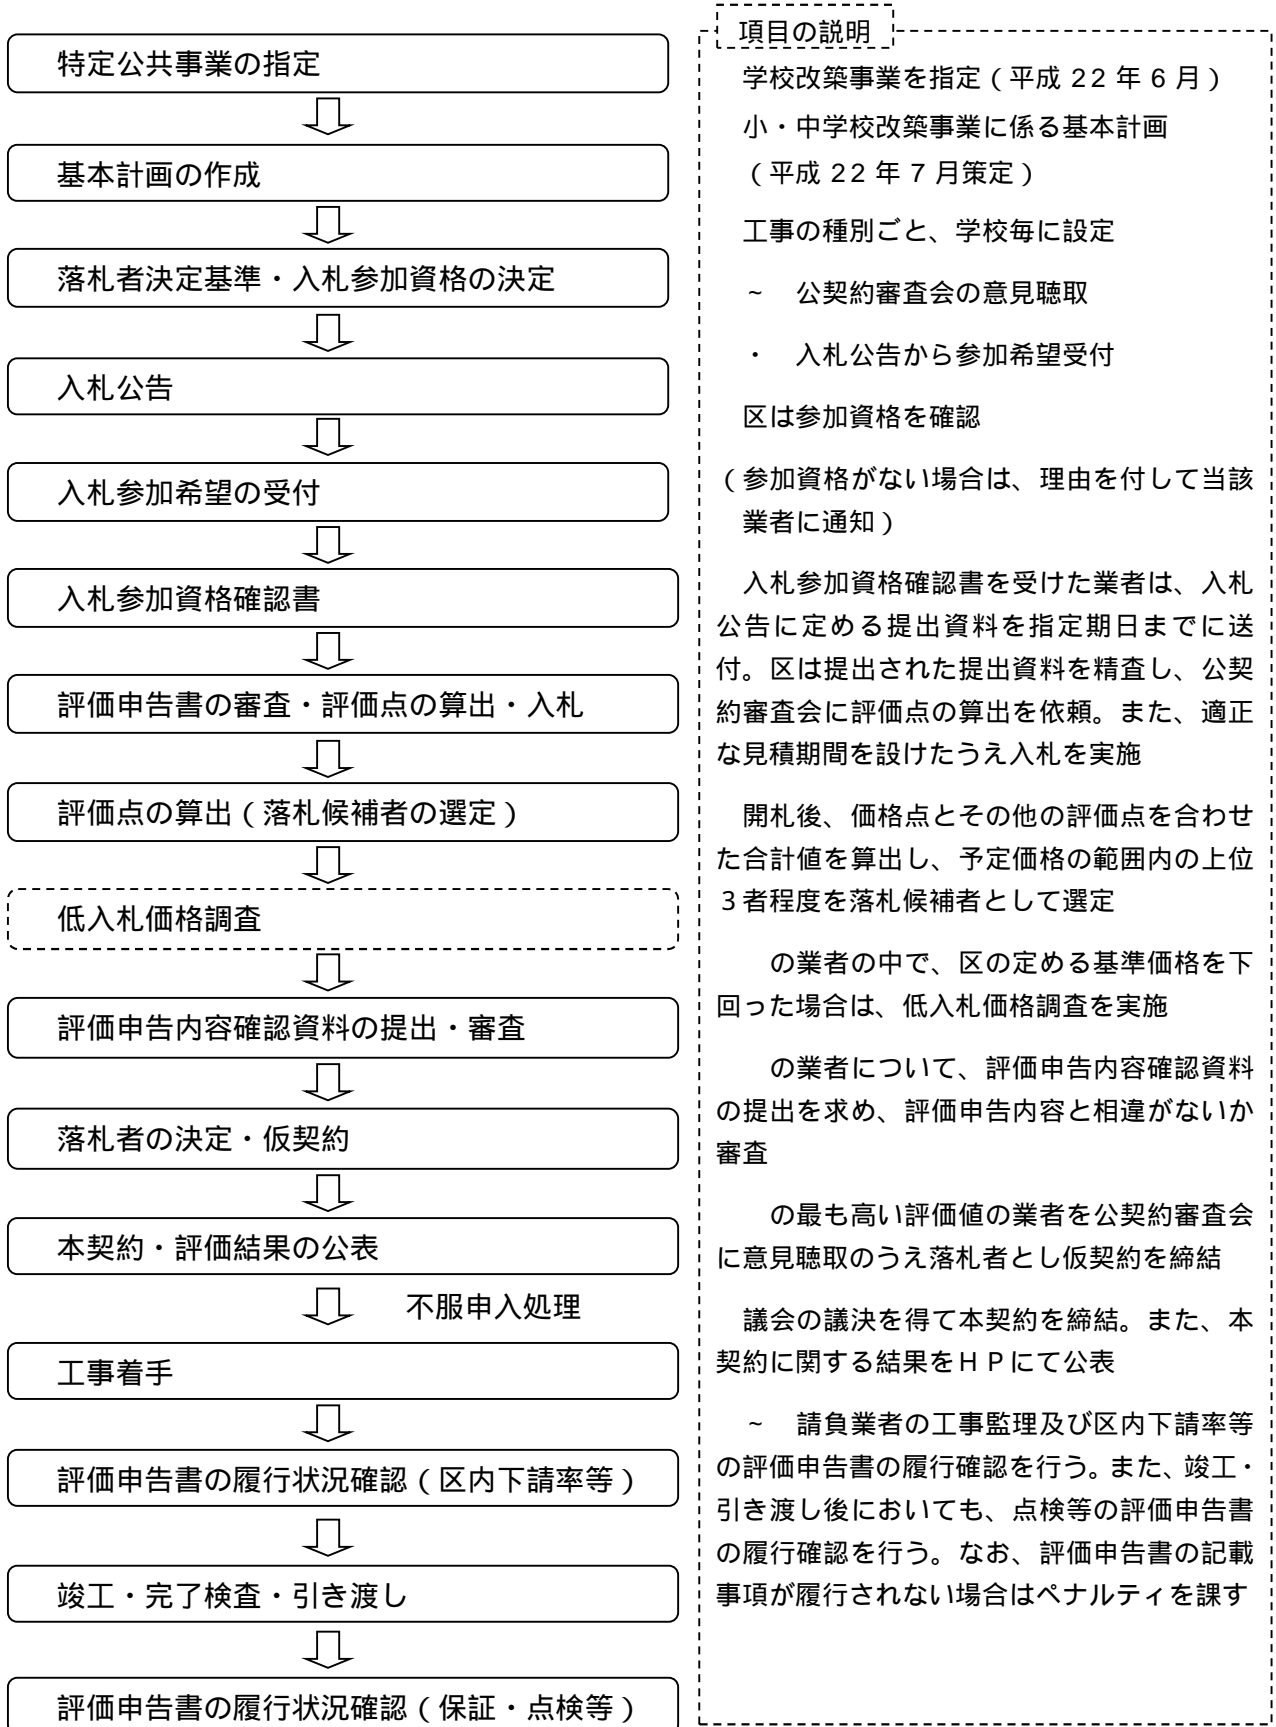 特定公共事業の指定
基本計画の作成
落札者決定基準・入札参加資格の決定
入札公告
入札参加希望の受付
入札参加資格確認書
評価申告書の審査・評価点の算出・入札
評価点の算出(落札候補者の選定)
低入札価格調査
評価申告内容確認資料の提出・審査
落札者の決定・仮契約
本契約・評価結果の公表
不服申入処理
工事着手
評価申告書の履行状況確認(区内下請率等)
竣工・完了検査・引き渡し
評価申告書の履行状況確認(保証・点検等)
項目の説明
学校改築事業を指定(平成 22 年 6 月)
小・中学校改築事業に係る基本計画
(平成 22 年 7 月策定)
工事の種別ごと、学校毎に設定
~ 公契約審査会の意見聴取
・ 入札公告から参加希望受付
区は参加資格を確認
(参加資格がない場合は、理由を付して当該
業者に通知)
入札参加資格確認書を受けた業者は、入札
公告に定める提出資料を指定期日までに送
付。区は提出された提出資料を精査し、公契
約審査会に評価点の算出を依頼。また、適正
な見積期間を設けたうえ入札を実施
開札後、価格点とその他の評価点を合わせ
た合計値を算出し、予定価格の範囲内の上位
3者程度を落札候補者として選定
の業者の中で、区の定める基準価格を下
回った場合は、低入札価格調査を実施
の業者について、評価申告内容確認資料
の提出を求め、評価申告内容と相違がないか
審査
の最も高い評価値の業者を公契約審査会
に意見聴取のうえ落札者とし仮契約を締結
議会の議決を得て本契約を締結。また、本
契約に関する結果をHPにて公表
~ 請負業者の工事監理及び区内下請率等
の評価申告書の履行確認を行う。また、竣工・
引き渡し後においても、点検等の評価申告書
の履行確認を行う。なお、評価申告書の記載
事項が履行されない場合はペナルティを課す